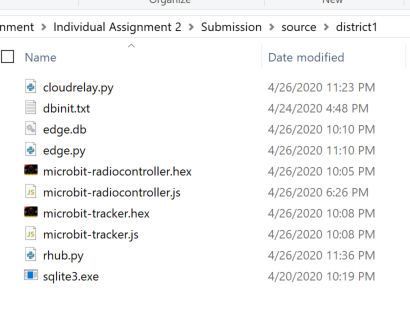 Organize New
nment > Individual Assignment 2 > Submission > source > district1
Name Date modified
cloudrelay.py 4/26/2020 11:23 PM
dbinit.txt 4/24/2020 4:48 PM
edge.db 4/26/2020 10:10 PM
edge.py 4/26/2020 11:10 PM
microbit-radiocontroller.hex 4/26/2020 10:05 PM
JS microbit-radiocontroller.js 4/26/2020 6:26 PM
microbit-tracker.hex 4/26/2020 10:08 PM
JS microbit-tracker.js 4/26/2020 10:08 PM
rhub.py 4/26/2020 11:36 PM
sqlite3.exe 4/20/2020 10:19 PM